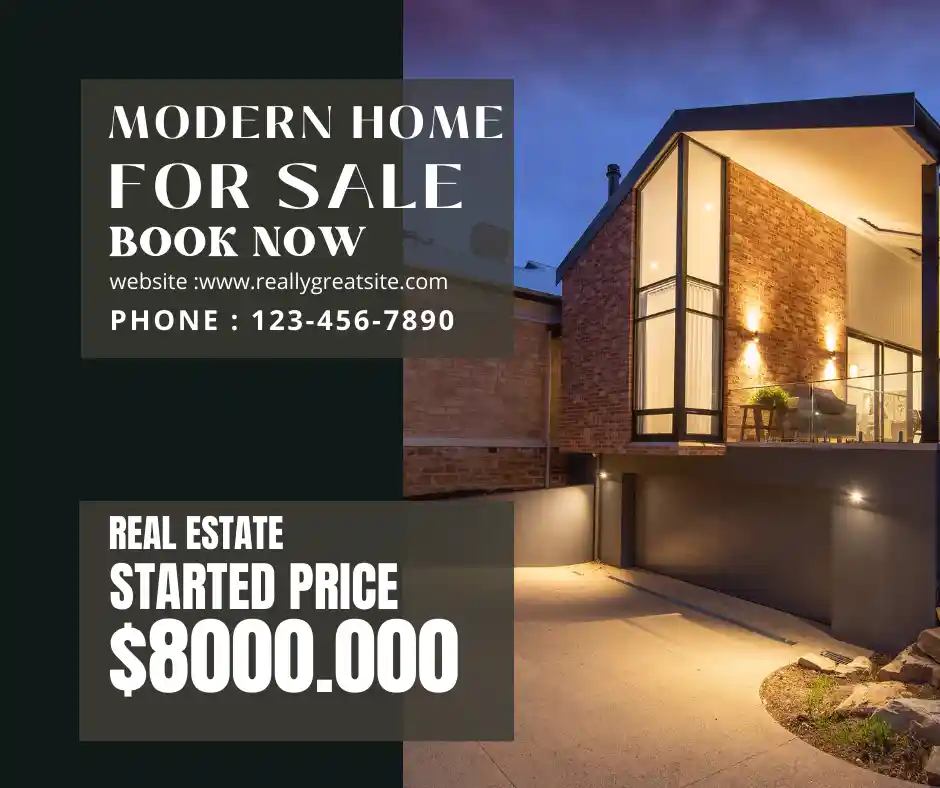 MODERN HOME
FOR SALE
BOOK NOW
website :www.reallygreatsite.com
PHONE : 123-456-7890
REAL ESTATE
STARTED PRICE
$8000.000